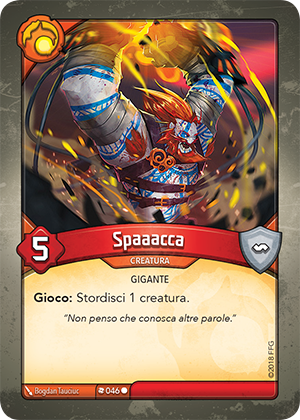 Spaaacca
CREATURA
5
GIGANTE
Gioco: Stordisci 1 creatura.
“Non penso che conosca altre parole.”
©2018 FFG
Bogdan Tauciuc
046